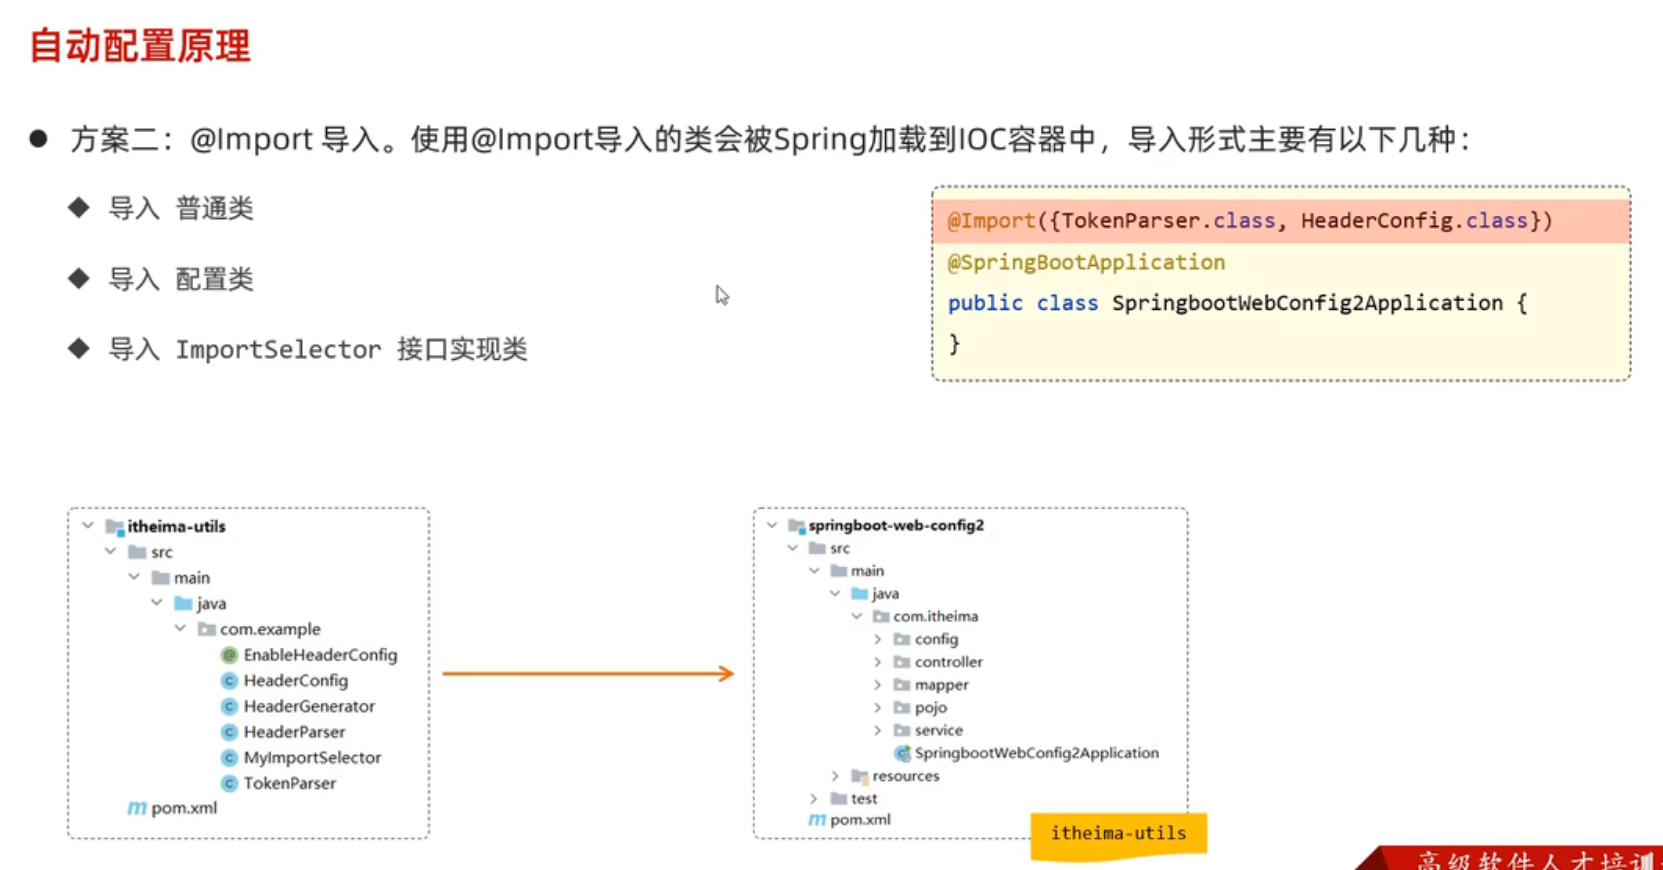 自动配置原理
方案二：@Import 导入。使用@Import导入的类会被Spring加载到IOC容器中，导入形式主要有以下几种：
导入 普通类
导入 配置类
导入 ImportSelector 接口实现类
@Import({TokenParser.class, HeaderConfig.class})
@SpringBootApplication
public class SpringbootWebConfig2Application {
}
itheima-utils
src
main
java
com.example
EnableHeaderConfig
HeaderConfig
HeaderGenerator
HeaderParser
MyImportSelector
TokenParser
pom.xml
springboot-web-config2
src
main
java
com.itheima
config
controller
mapper
pojo
service
SpringbootWebConfig2Application
resources
test
pom.xml
itheima-utils
高级软件人才培训